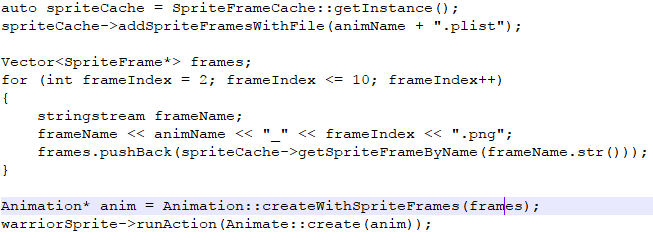 auto spriteCache = SpriteFrameCache::getInstance();
spriteCache->addSpriteFramesWithFile(animName + ".plist");
Vector<SpriteFrame*> frames;
for (int frameIndex = 2; frameIndex <= 10; frameIndex++)
{
    stringstream frameName;
    frameName << animName << "_" << frameIndex << ".png";
    frames.pushBack(spriteCache->getSpriteFrameByName(frameName.str()));
}
Animation* anim = Animation::createWithSpriteFrames(frames);
warriorSprite->runAction(Animate::create(anim));